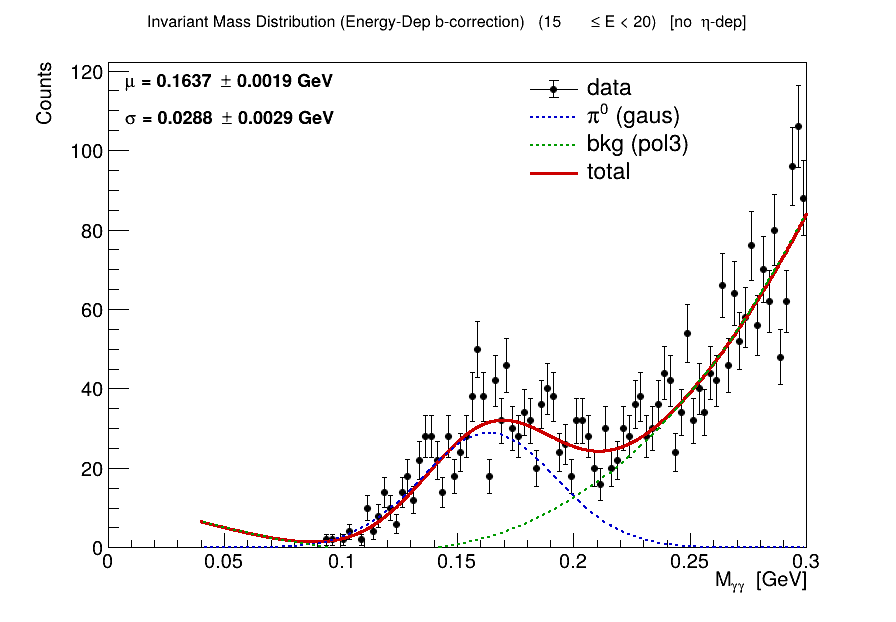 Invariant Mass Distribution (Energy-Dep b-correction) (15 ≤ E < 20) [no η-dep]
μ = 0.1637 ± 0.0019 GeV
σ = 0.0288 ± 0.0029 GeV
data
π⁰ (gaus)
bkg (pol3)
total
Counts
120
100
80
60
40
20
0
0 0.05 0.1 0.15 0.2 0.25 0.3
Mγγ [GeV]